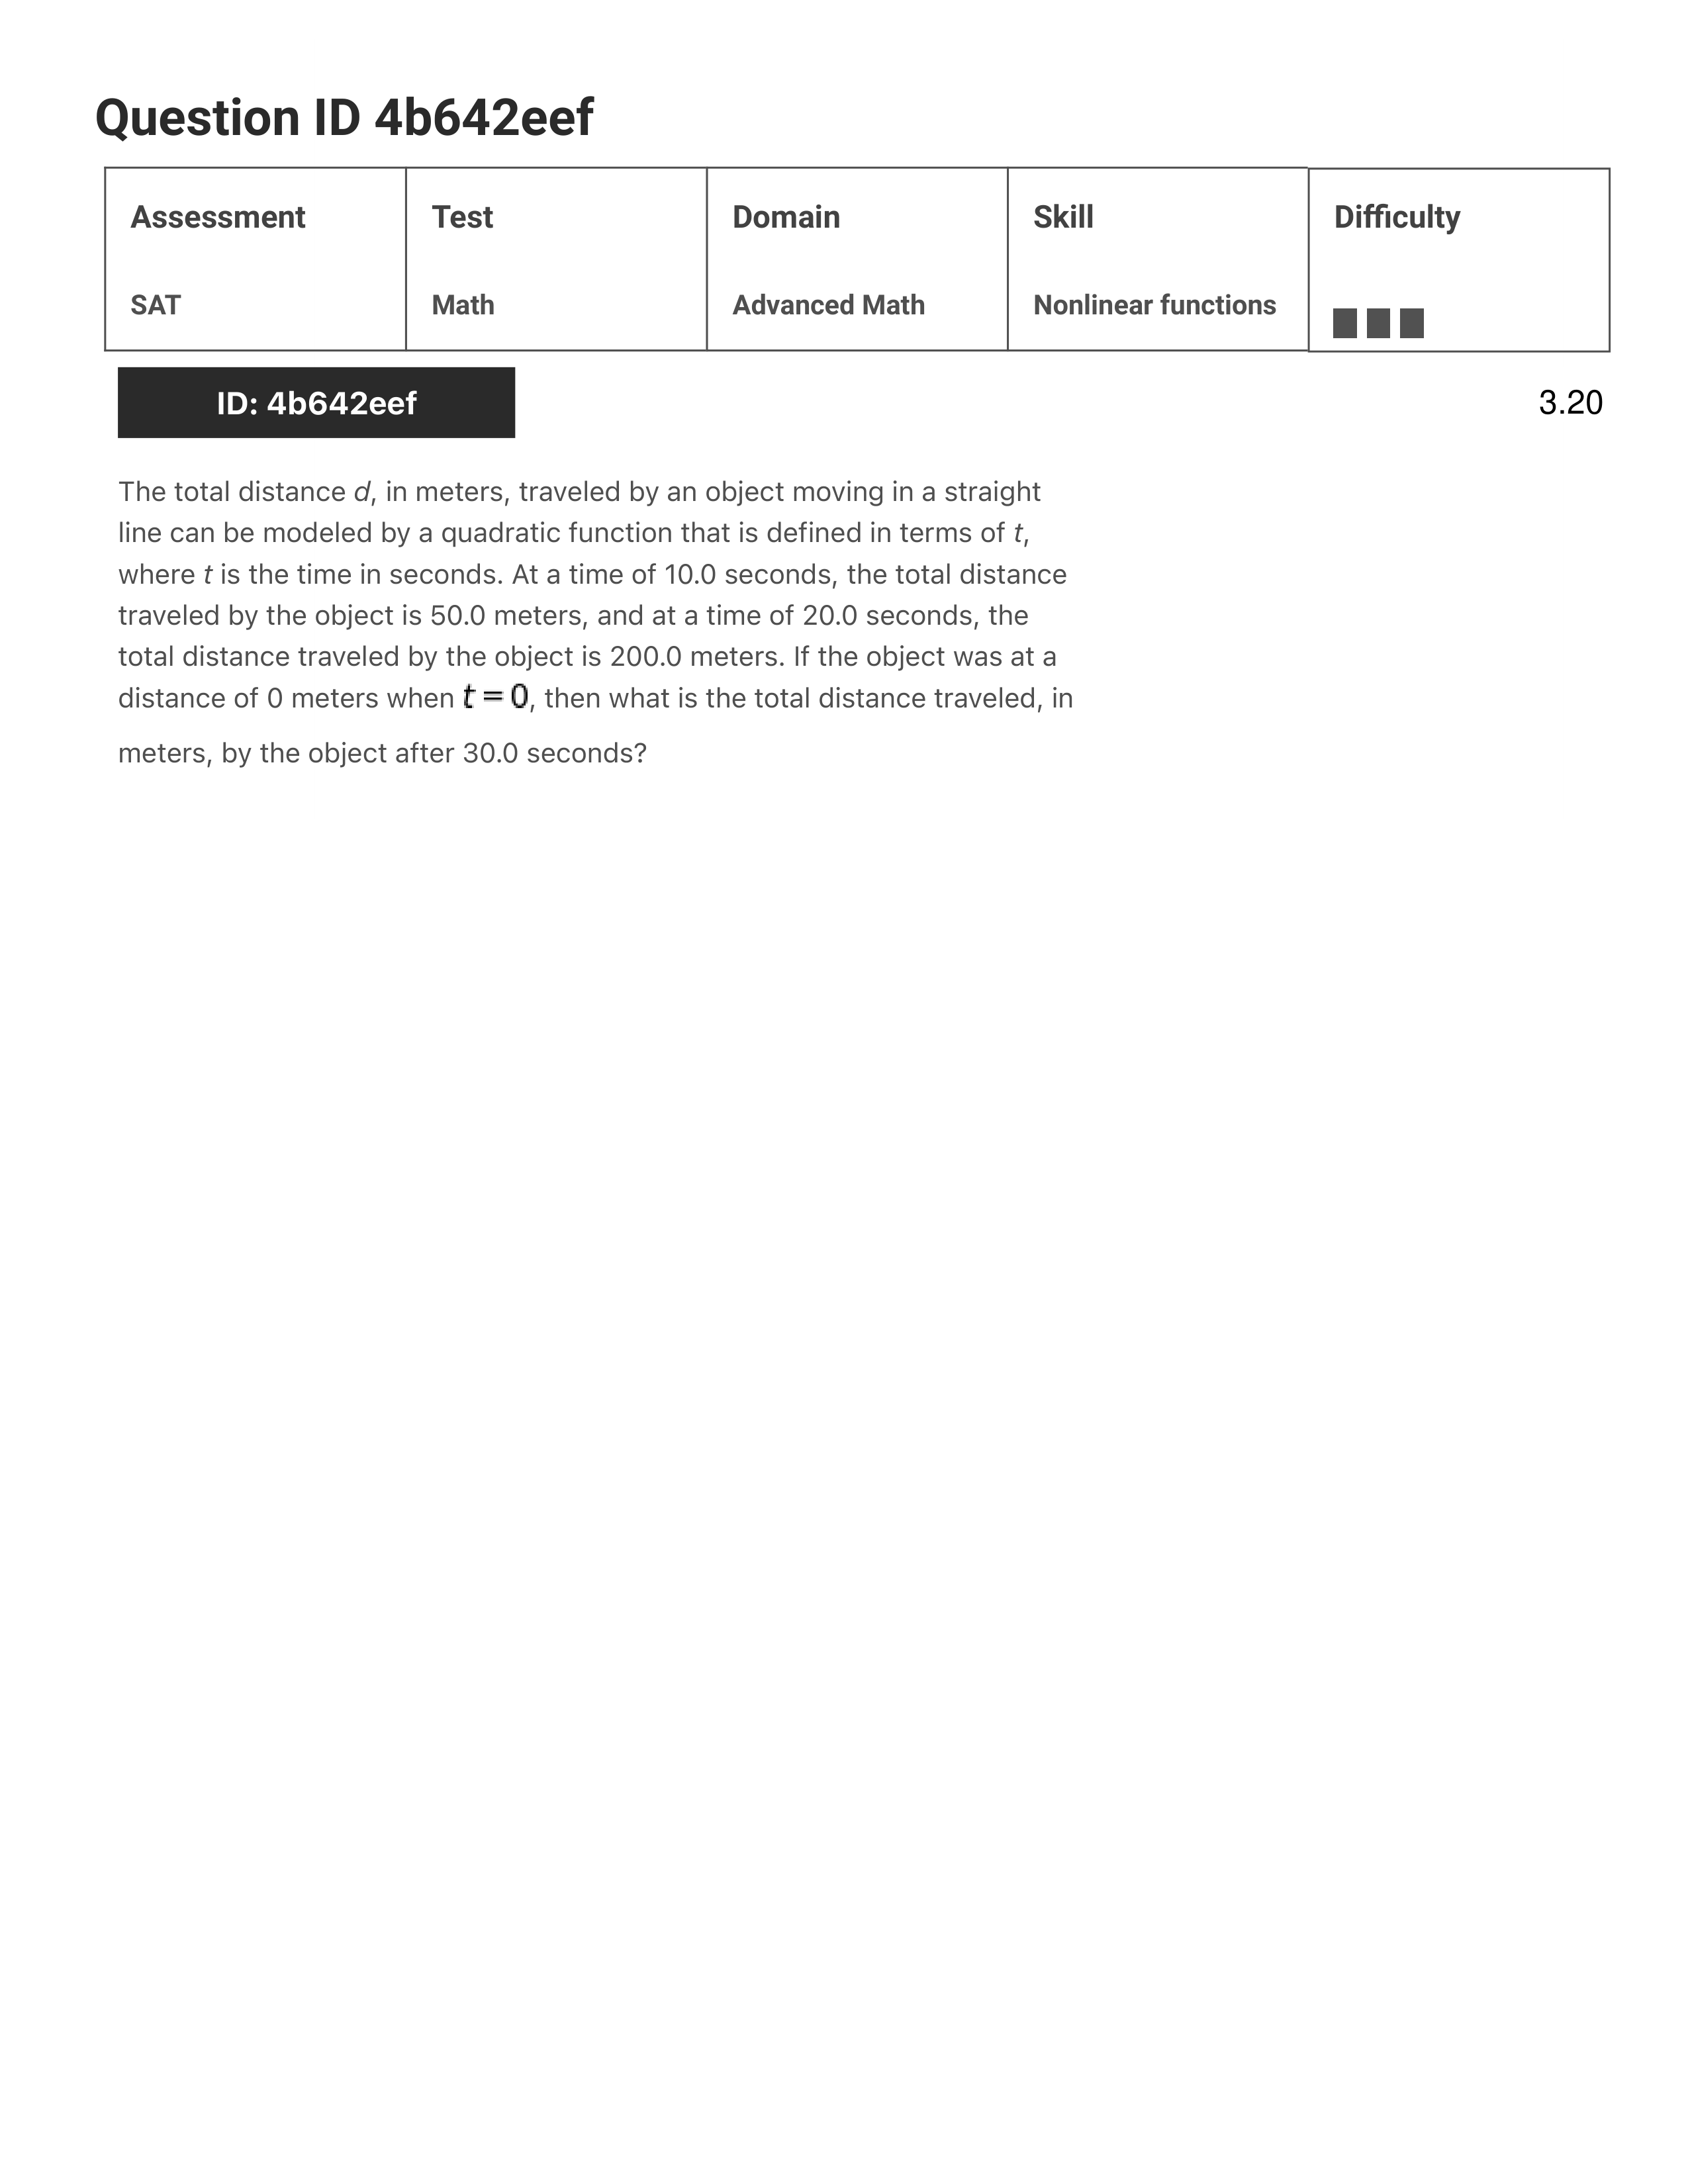 Question ID 4b642eef
Assessment Test Domain Skill Difficulty
SAT Math Advanced Math Nonlinear functions
ID: 4b642eef 3.20
The total distance d, in meters, traveled by an object moving in a straight
line can be modeled by a quadratic function that is defined in terms of t,
where t is the time in seconds. At a time of 10.0 seconds, the total distance
traveled by the object is 50.0 meters, and at a time of 20.0 seconds, the
total distance traveled by the object is 200.0 meters. If the object was at a
distance of 0 meters when t = 0, then what is the total distance traveled, in
meters, by the object after 30.0 seconds?